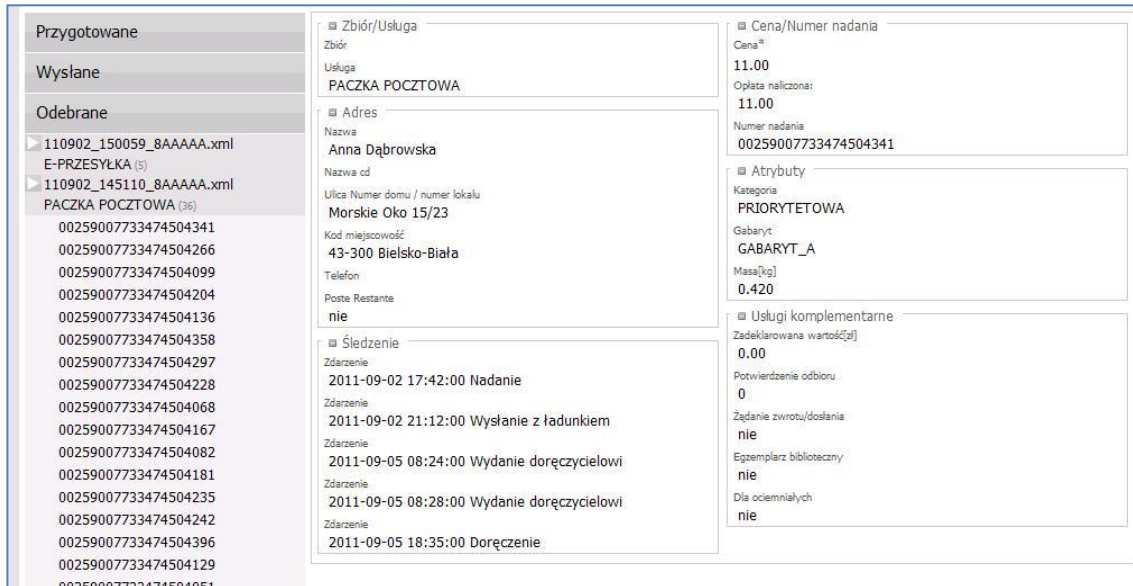 Przygotowane
Wysłane
Odebrane
110902_150059_8AAAAA.xml
E-PRZESYŁKA (5)
110902_145110_8AAAAA.xml
PACZKA POCZTOWA (36)
00259007733474504341
00259007733474504266
00259007733474504099
00259007733474504204
00259007733474504136
00259007733474504358
00259007733474504297
00259007733474504228
00259007733474504068
00259007733474504167
00259007733474504082
00259007733474504181
00259007733474504235
00259007733474504242
00259007733474504396
00259007733474504129
Zbiór/Usługa
Zbiór
Usługa
PACZKA POCZTOWA
Adres
Nazwa
Anna Dąbrowska
Nazwa cd
Ulica Numer domu / numer lokalu
Morskie Oko 15/23
Kod miejscowość
43-300 Bielsko-Biała
Telefon
Poste Restante
nie
Śledzenie
Zdarzenie
2011-09-02 17:42:00 Nadanie
Zdarzenie
2011-09-02 21:12:00 Wysłanie z ładunkiem
Zdarzenie
2011-09-05 08:24:00 Wydanie doręczycielowi
Zdarzenie
2011-09-05 08:28:00 Wydanie doręczycielowi
Zdarzenie
2011-09-05 18:35:00 Doręczenie
Cena/Numer nadania
Cena*
11.00
Opłata naliczona:
11.00
Numer nadania
00259007733474504341
Atrybuty
Kategoria
PRIORYTETOWA
Gabaryt
GABARYT_A
Masa[kg]
0.420
Usługi komplementarne
Zadeklarowana wartość[zł]
0.00
Potwierdzenie odbioru
0
Żądanie zwrotu/dosłania
nie
Egzemplarz biblioteczny
nie
Dla ociemniałych
nie